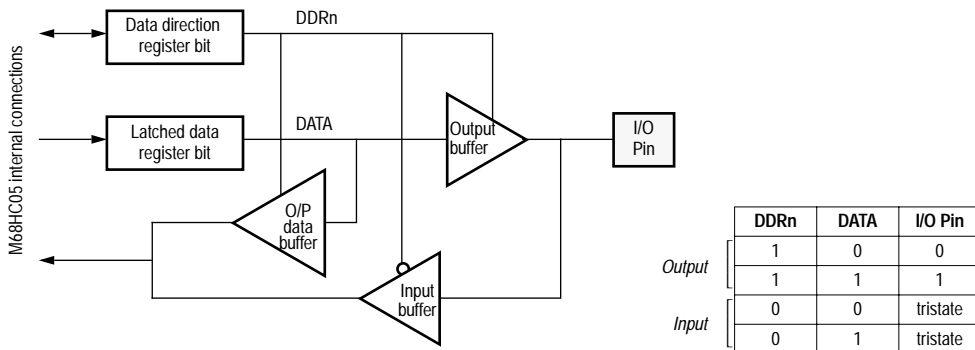 Data direction
register bit
DDRn
M68HC05 internal connections
Latched data
register bit
DATA
Output
buffer
I/O
Pin
O/P
data
buffer
Input
buffer
DDRn DATA I/O Pin
Output
1 0 0
1 1 1
Input
0 0 tristate
0 1 tristate